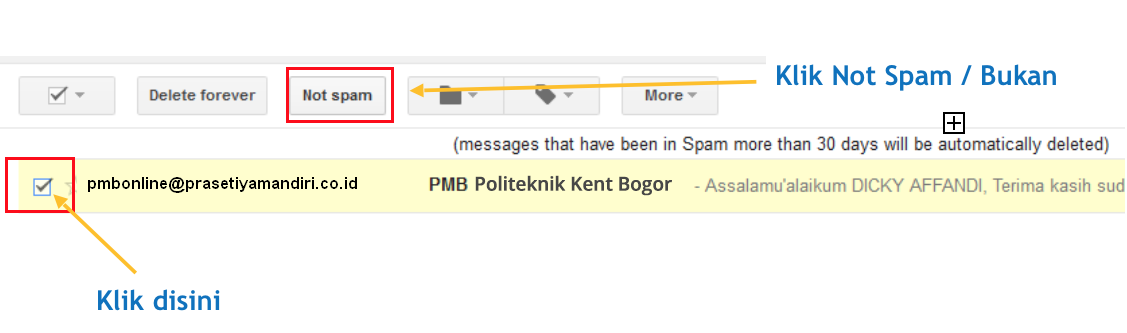 Klik Not Spam / Bukan
Delete forever Not spam More
(messages that have been in Spam more than 30 days will be automatically deleted)
pmbonline@prasetiyamandiri.co.id PMB Politeknik Kent Bogor - Assalamu'alaikum DICKY AFFANDI, Terima kasih sud
Klik disini